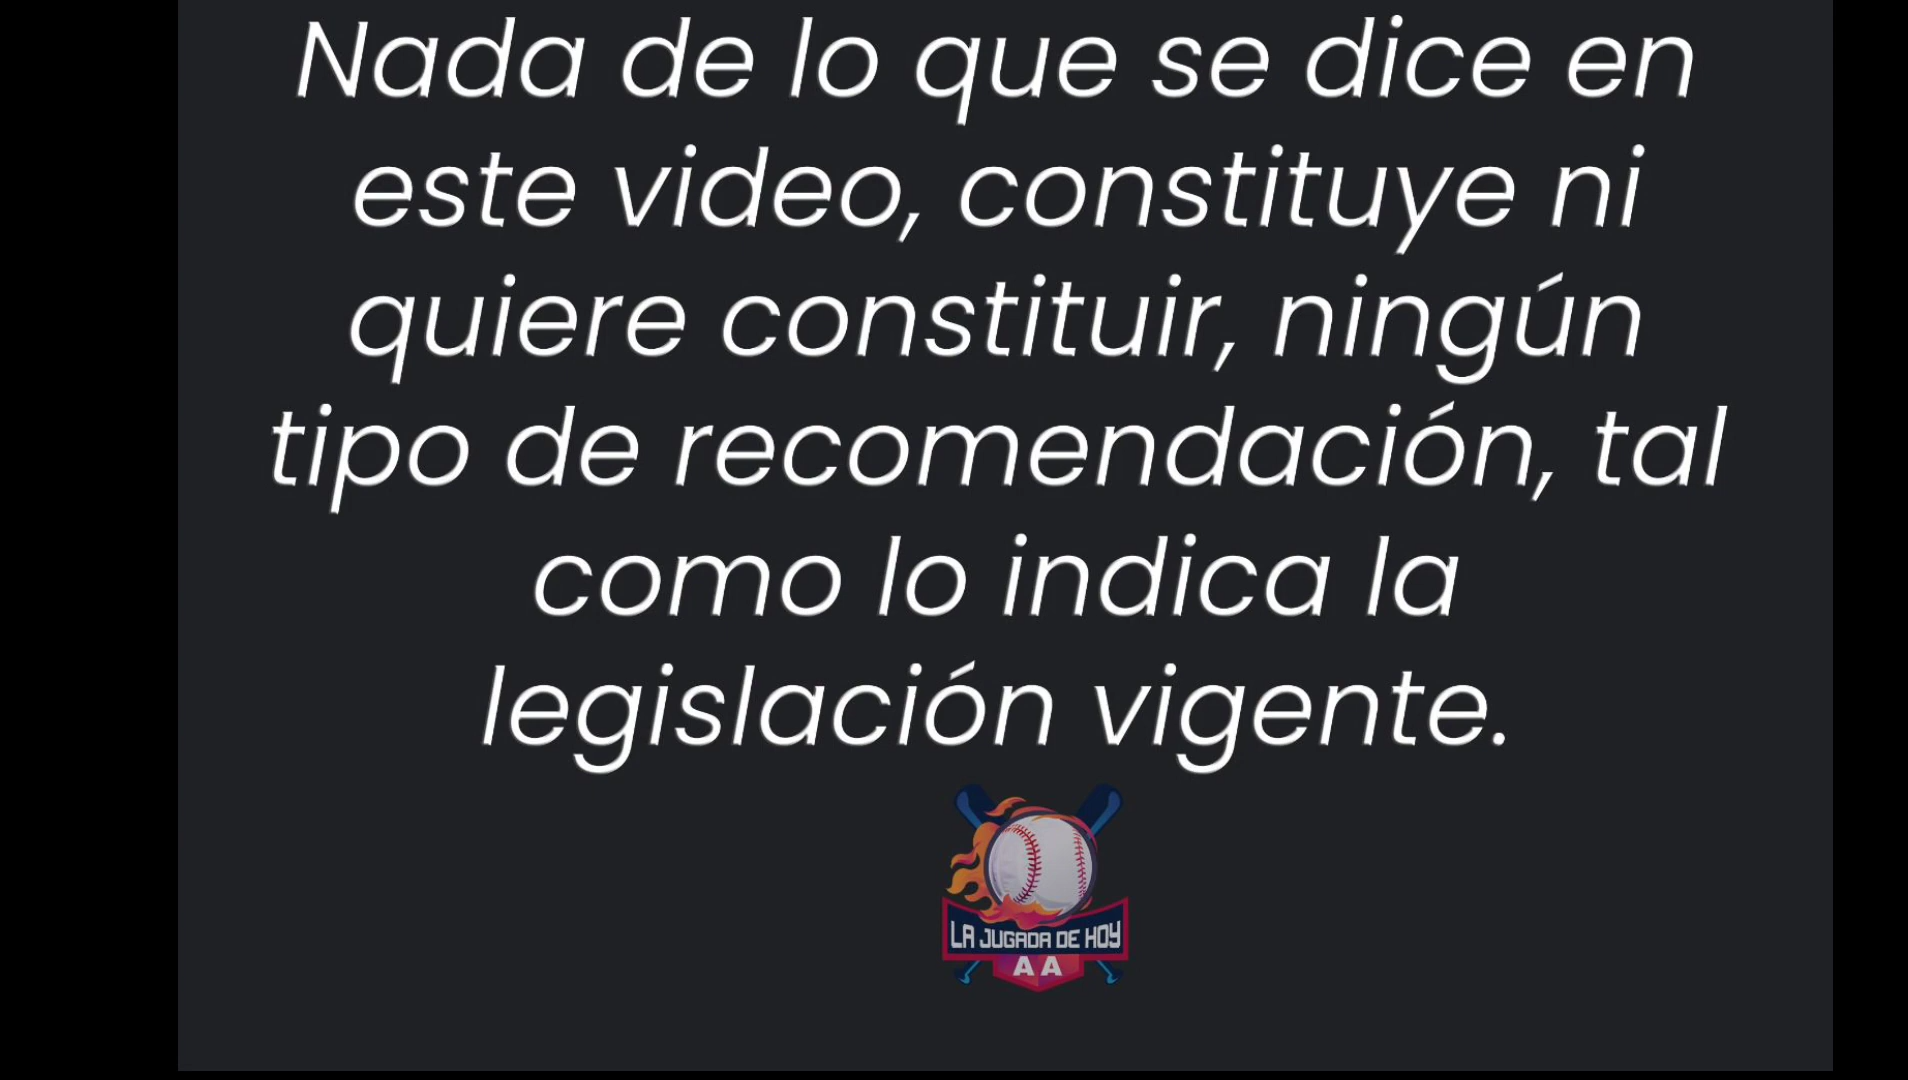 Nada de lo que se dice en
este video, constituye ni
quiere constituir, ningún
tipo de recomendación, tal
como lo indica la
legislación vigente.
LA JUGADA DE HOY
AA